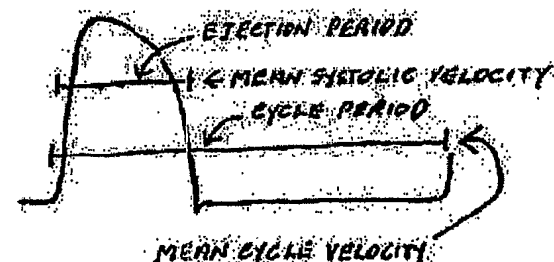 EJECTION PERIOD
MEAN SYSTOLIC VELOCITY
CYCLE PERIOD
MEAN CYCLE VELOCITY